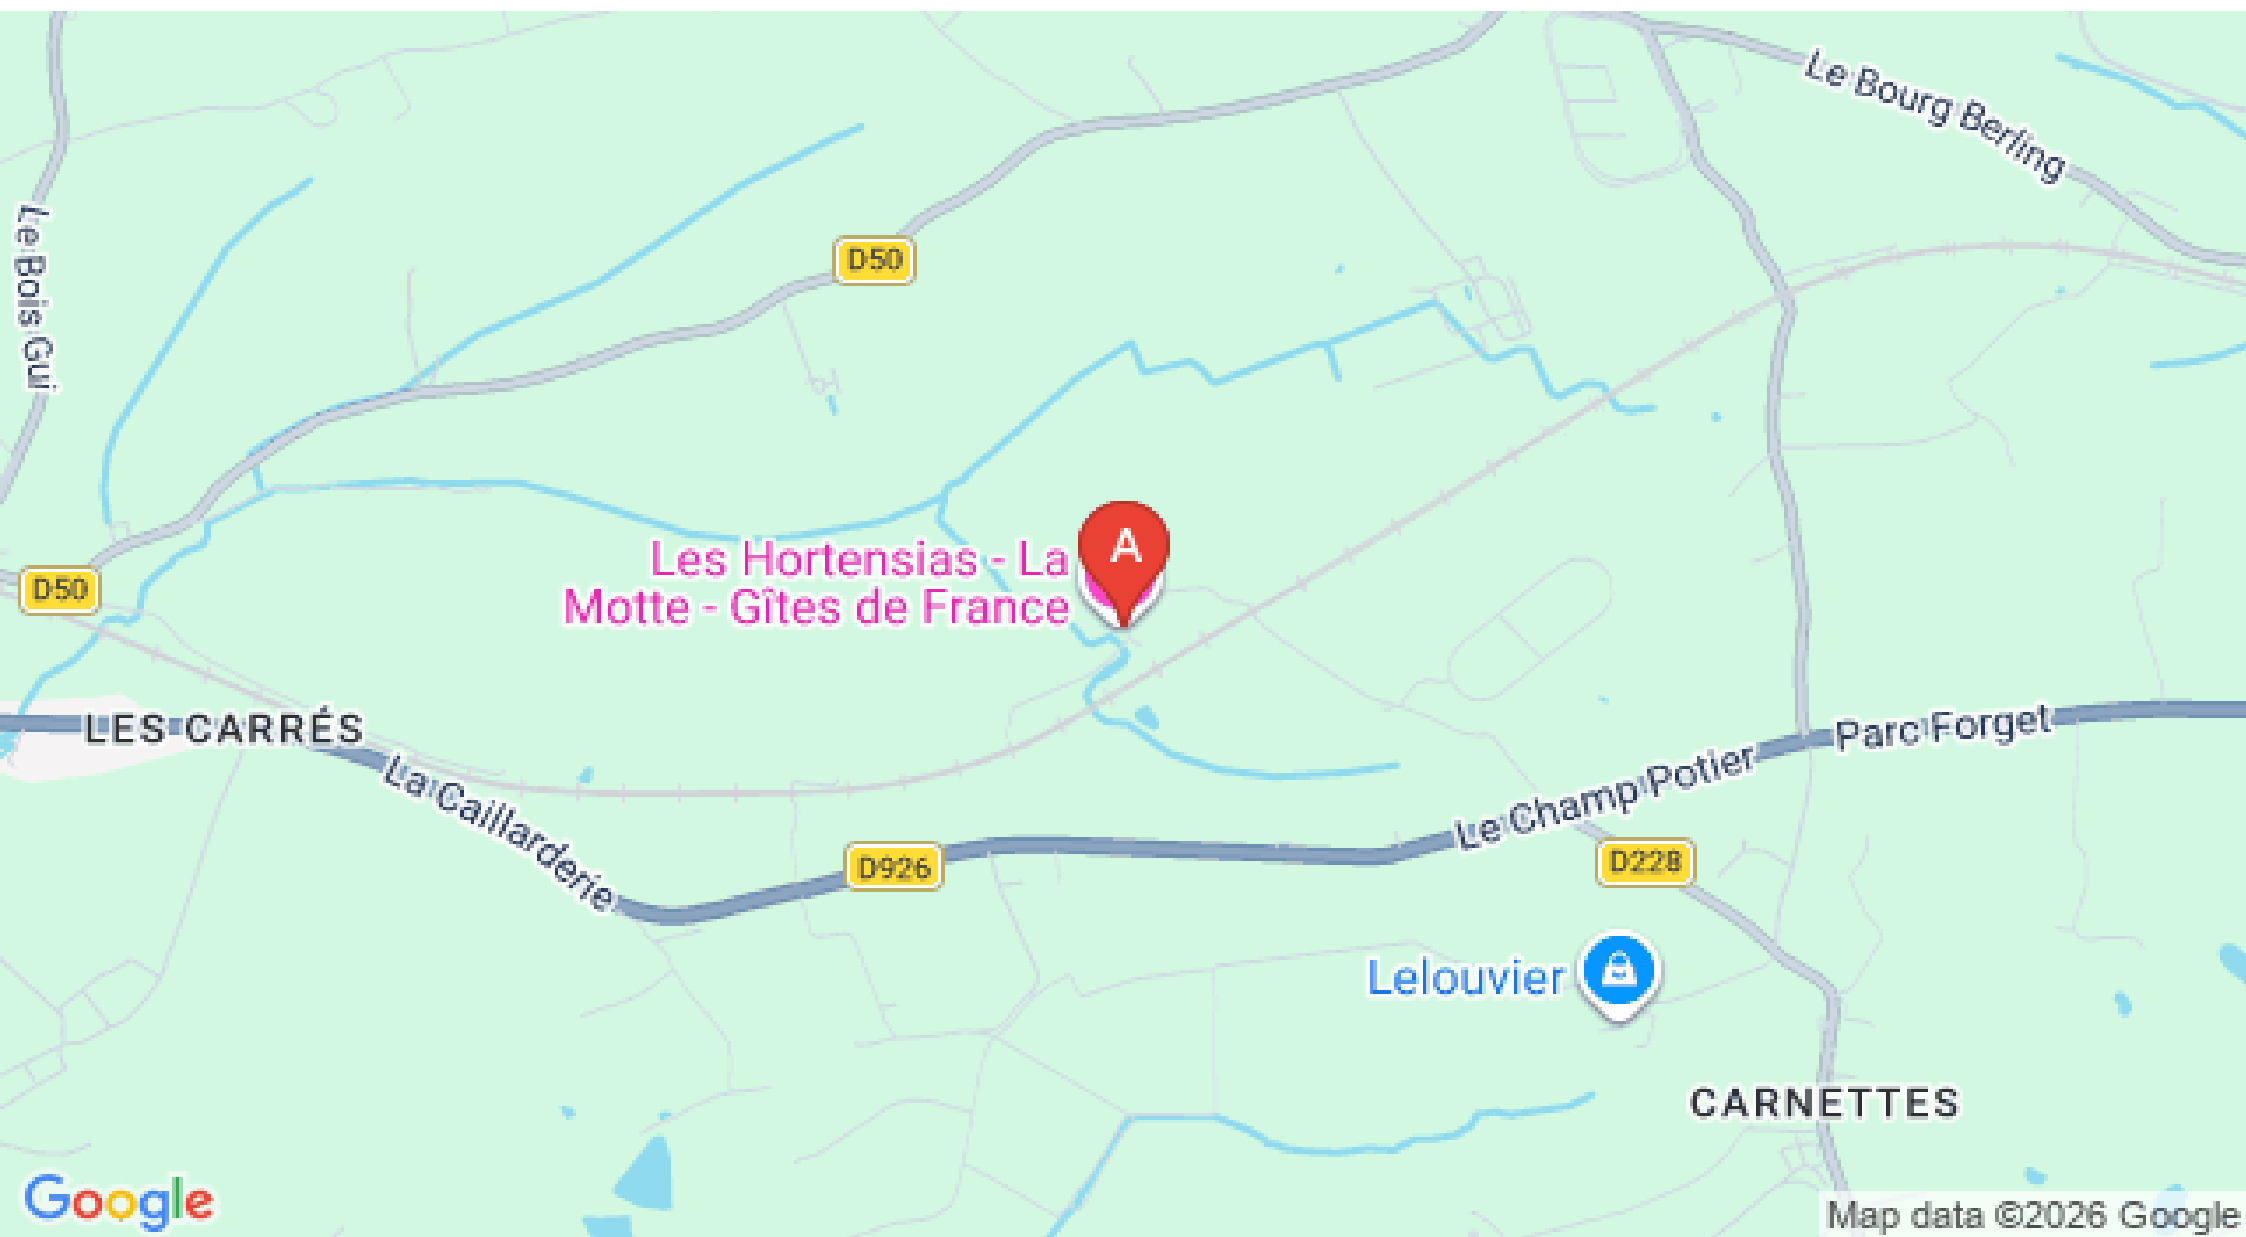 Le Bourg Berfing
Le Bois Gui
D50
A
Les Hortensias - La
Motte - Gîtes de France
D50
LES CARRÉS
La Caillarderie
Parc Forget
Le Champ Potier
D926
D228
Lelouvier
CARNETTES
Google
Map data ©2026 Google